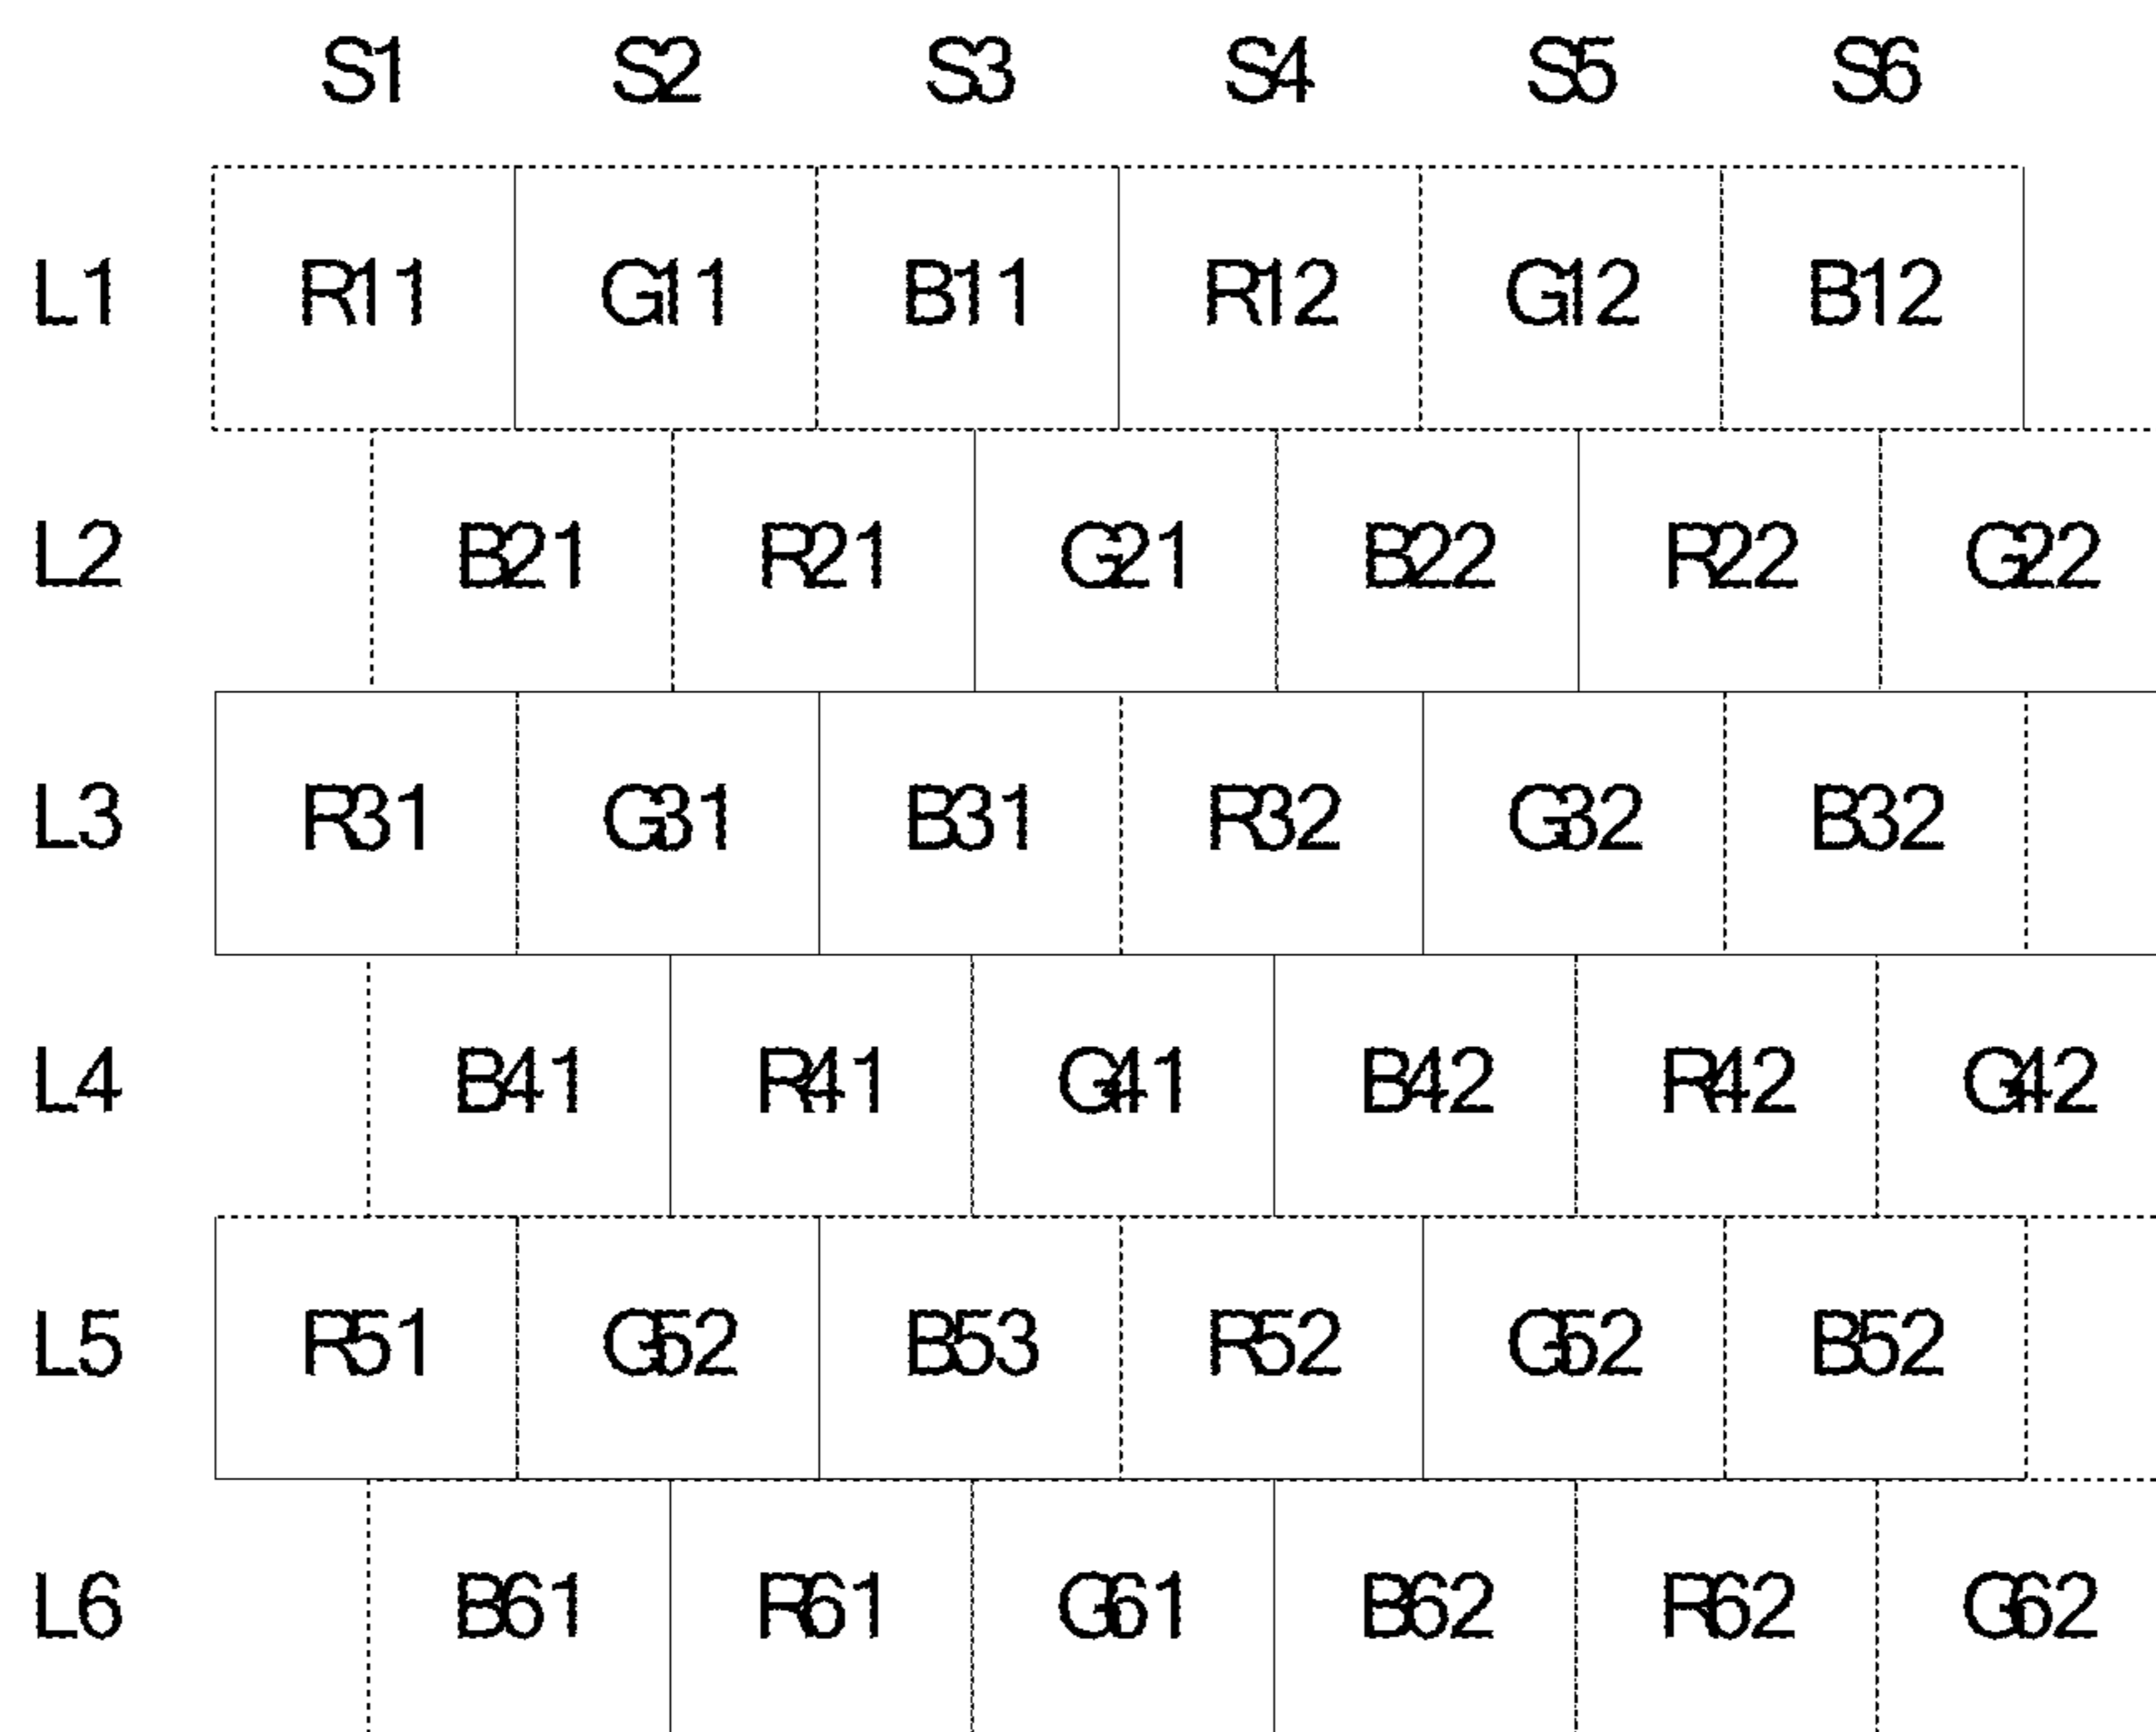 S1 S2 S3 S4 S5 S6
L1 R11 G11 B11 R12 G12 B12
L2 B21 R21 G21 B22 R22 G22
L3 R31 G31 B31 R32 G32 B32
L4 B41 R41 G41 B42 R42 G42
L5 R51 G52 B53 R52 G52 B52
L6 B61 R61 G61 B62 R62 G62